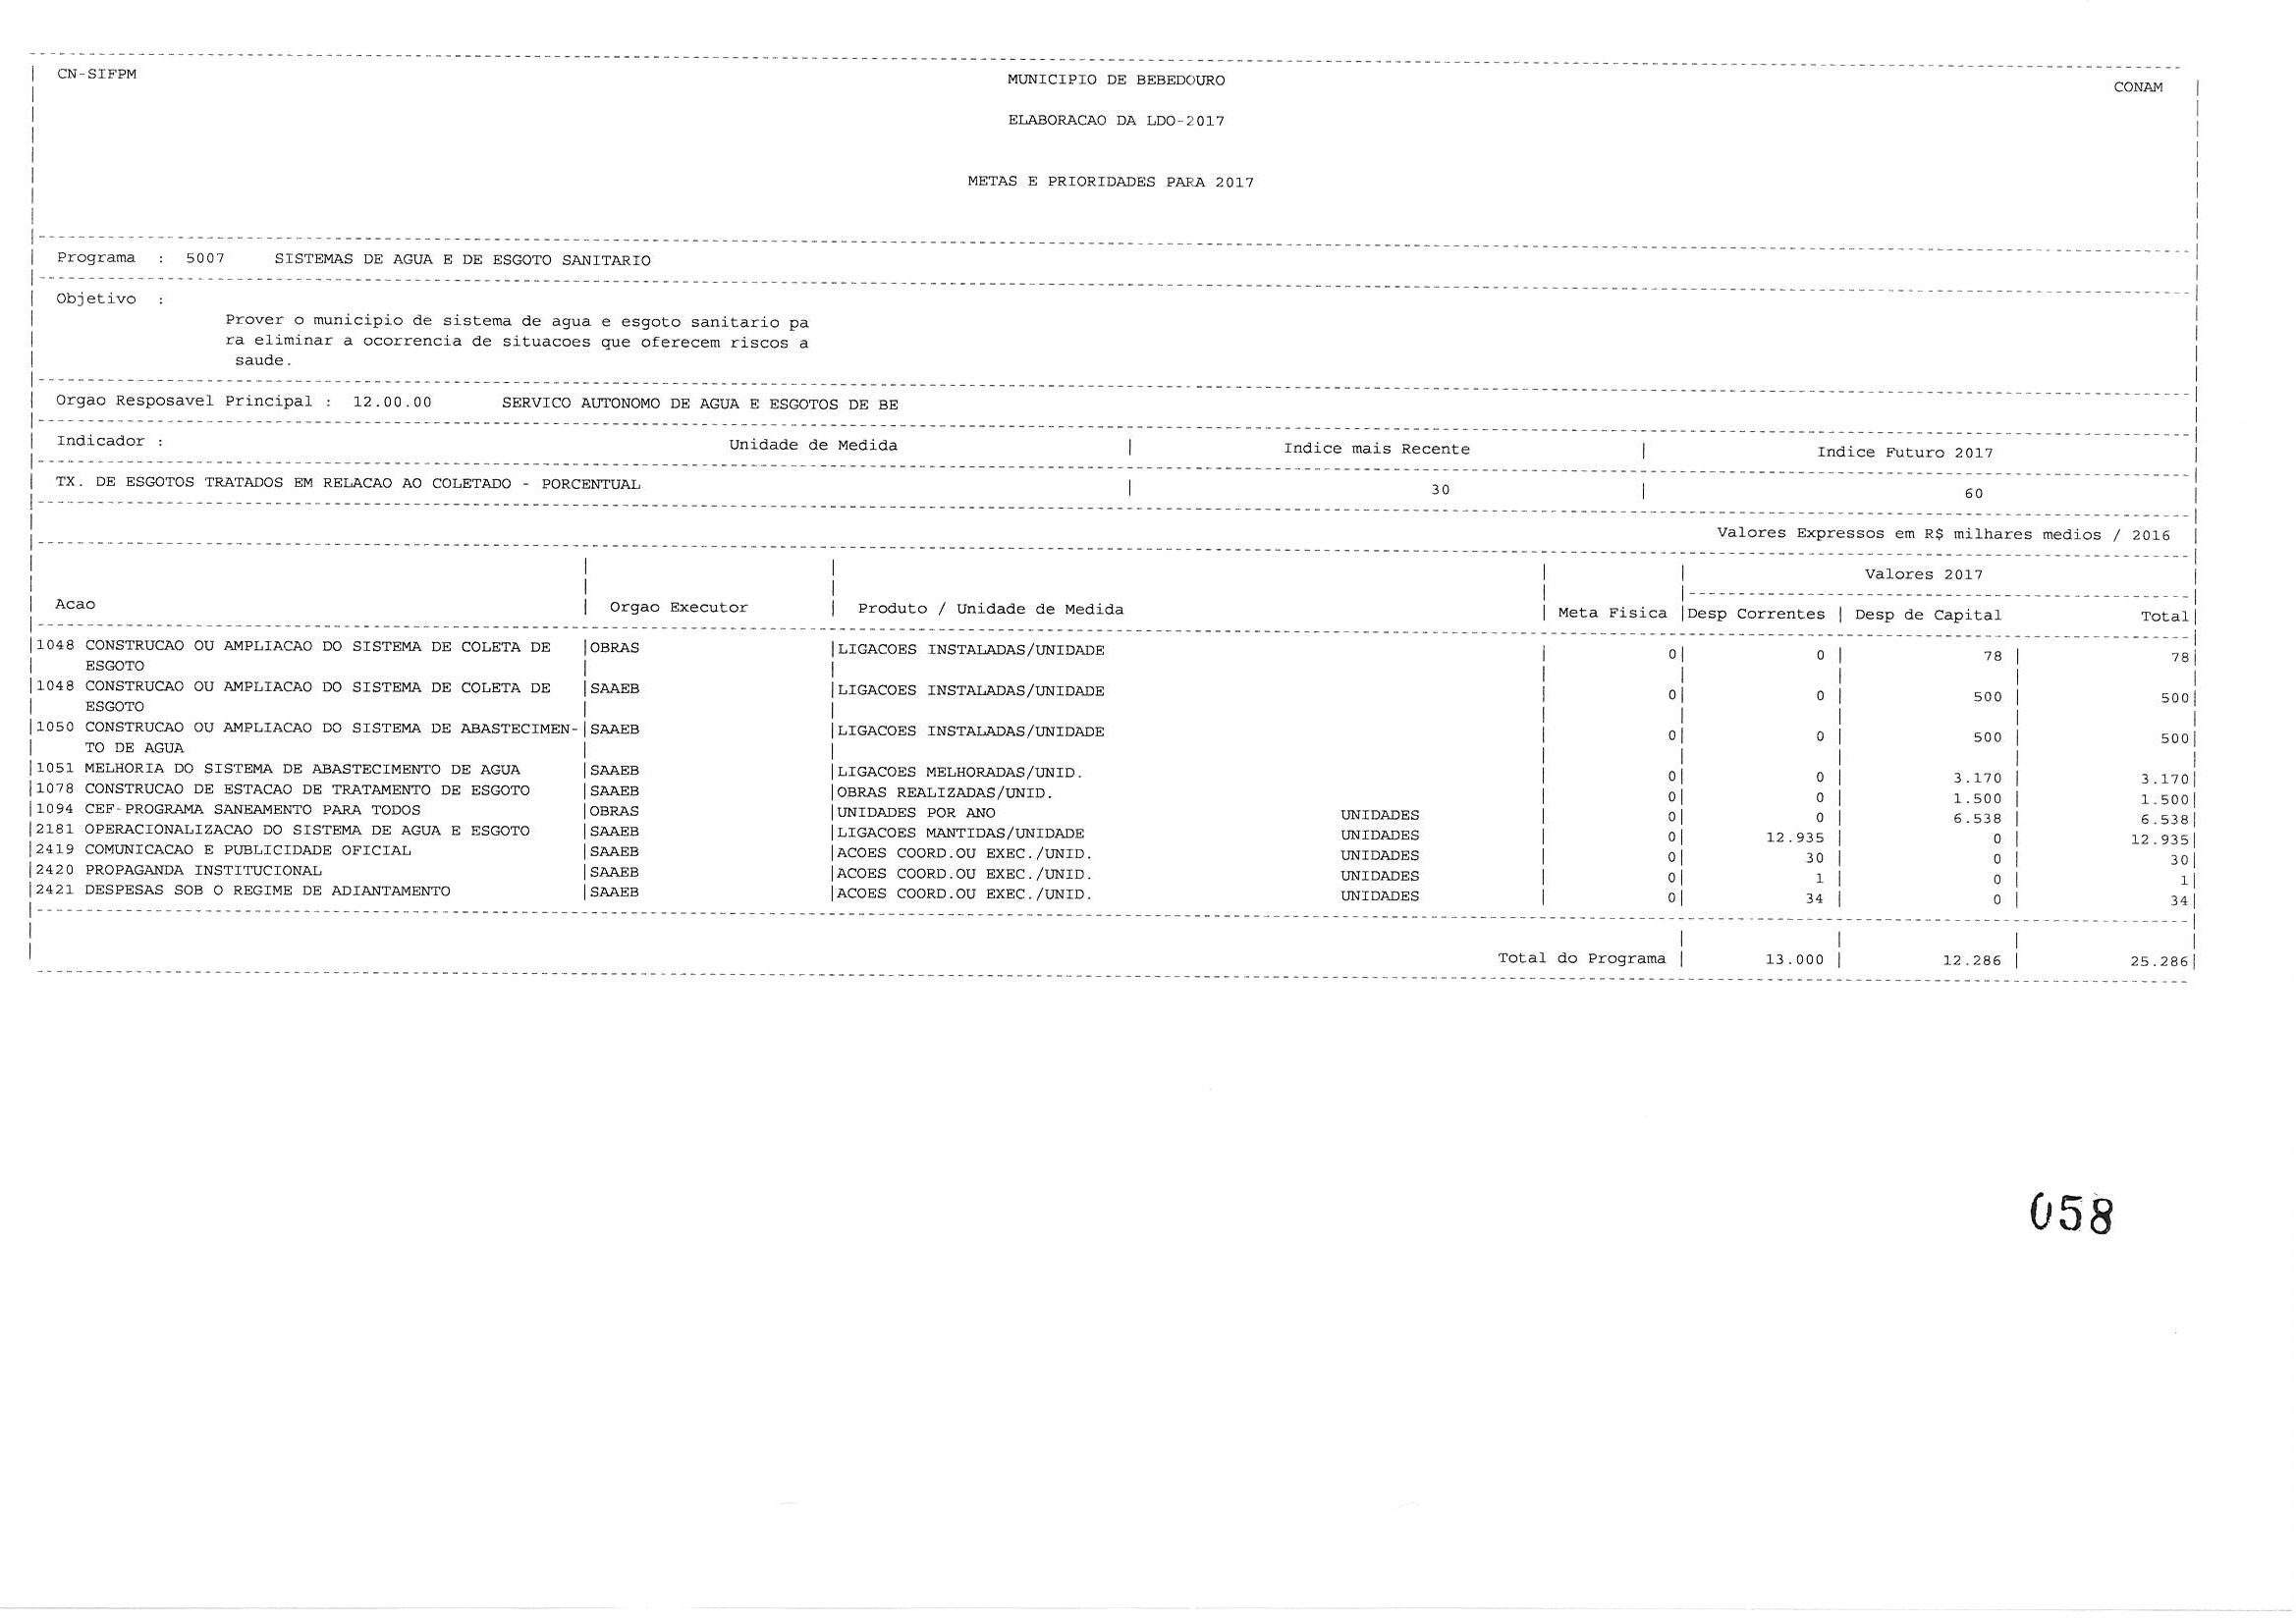 CN-SIFPM MUNICIPIO DE BEBEDOURO CONAM
ELABORACAO DA LDO-2017
METAS E PRIORIDADES PARA 2017
Programa : 5007 SISTEMAS DE AGUA E DE ESGOTO SANITARIO
Objetivo :
Prover o municipio de sistema de agua e esgoto sanitario pa
ra eliminar a ocorrencia de situacoes que oferecem riscos a
saude.
Orgao Resposavel Principal : 12.00.00 SERVICO AUTONOMO DE AGUA E ESGOTOS DE BE
Indicador : Unidade de Medida | Indice mais Recente | Indice Futuro 2017
TX. DE ESGOTOS TRATADOS EM RELACAO AO COLETADO - PORCENTUAL | 30 | 60
Valores Expressos em R$ milhares medios / 2016
Valores 2017
Acao | Orgao Executor | Produto / Unidade de Medida | Meta Fisica | Desp Correntes | Desp de Capital Total
1048 CONSTRUCAO OU AMPLIACAO DO SISTEMA DE COLETA DE | OBRAS | LIGACOES INSTALADAS/UNIDADE | 0 | 0 | 78 | 78
ESGOTO
1048 CONSTRUCAO OU AMPLIACAO DO SISTEMA DE COLETA DE | SAAEB | LIGACOES INSTALADAS/UNIDADE | 0 | 0 | 500 | 500
ESGOTO
1050 CONSTRUCAO OU AMPLIACAO DO SISTEMA DE ABASTECIMEN- | SAAEB | LIGACOES INSTALADAS/UNIDADE | 0 | 0 | 500 | 500
TO DE AGUA
1051 MELHORIA DO SISTEMA DE ABASTECIMENTO DE AGUA | SAAEB | LIGACOES MELHORADAS/UNID. | 0 | 0 | 3.170 | 3.170
1078 CONSTRUCAO DE ESTACAO DE TRATAMENTO DE ESGOTO | SAAEB | OBRAS REALIZADAS/UNID. | 0 | 0 | 1.500 | 1.500
1094 CEF-PROGRAMA SANEAMENTO PARA TODOS | OBRAS | UNIDADES POR ANO UNIDADES | 0 | 0 | 6.538 | 6.538
2181 OPERACIONALIZACAO DO SISTEMA DE AGUA E ESGOTO | SAAEB | LIGACOES MANTIDAS/UNIDADE UNIDADES | 0 | 12.935 | 0 | 12.935
2419 COMUNICACAO E PUBLICIDADE OFICIAL | SAAEB | ACOES COORD.OU EXEC./UNID. UNIDADES | 0 | 30 | 0 | 30
2420 PROPAGANDA INSTITUCIONAL | SAAEB | ACOES COORD.OU EXEC./UNID. UNIDADES | 0 | 1 | 0 | 1
2421 DESPESAS SOB O REGIME DE ADIANTAMENTO | SAAEB | ACOES COORD.OU EXEC./UNID. UNIDADES | 0 | 34 | 0 | 34
Total do Programa | 13.000 | 12.286 | 25.286
058